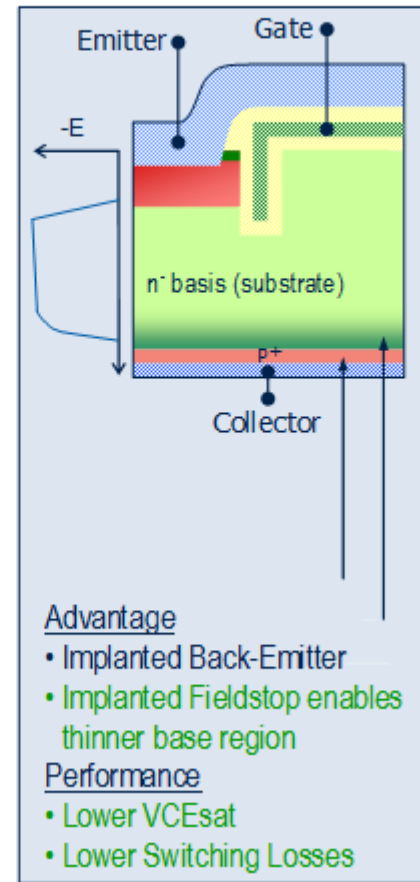 Emitter
Gate
-E
n- basis (substrate)
p+
Collector
Advantage
• Implanted Back-Emitter
• Implanted Fieldstop enables
thinner base region
Performance
• Lower VCEsat
• Lower Switching Losses